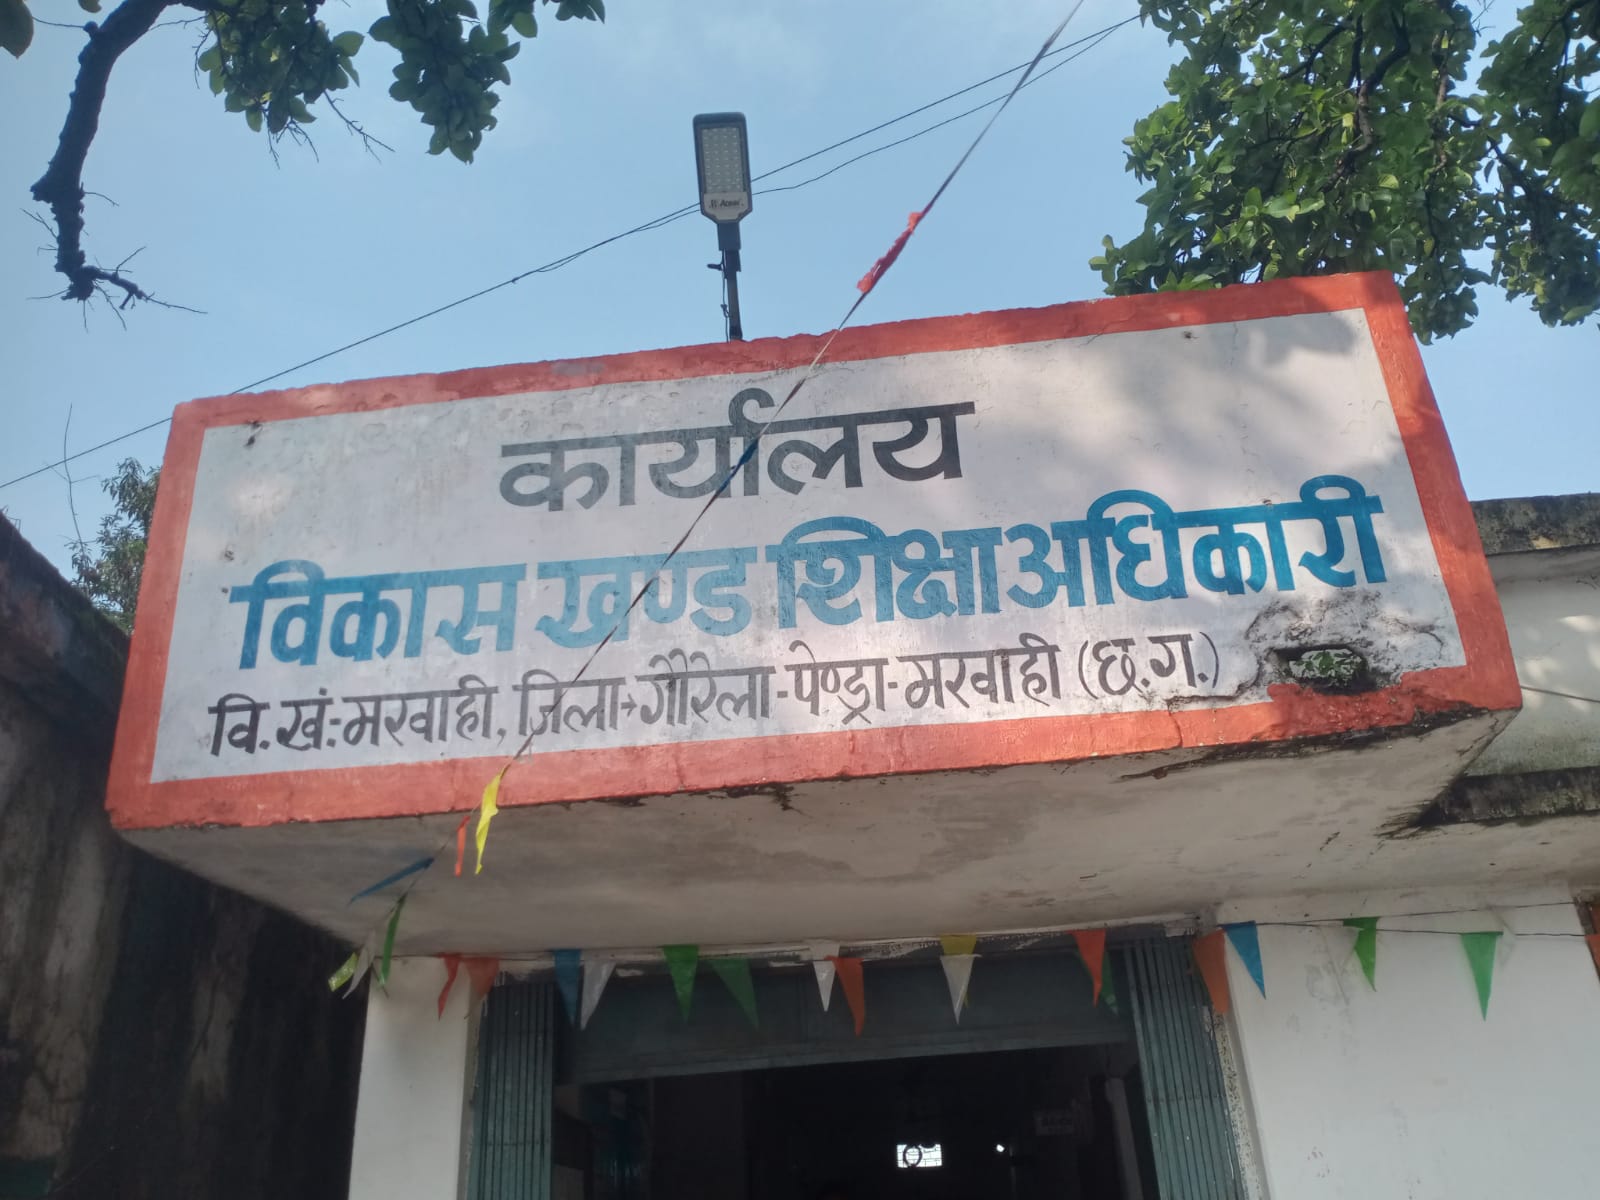 कार्यालय
विकास खण्ड शिक्षा अधिकारी
वि.खं:-मरवाही, जिला→गौरेला-पेण्ड्रा-मरवाही (छ.ग.)